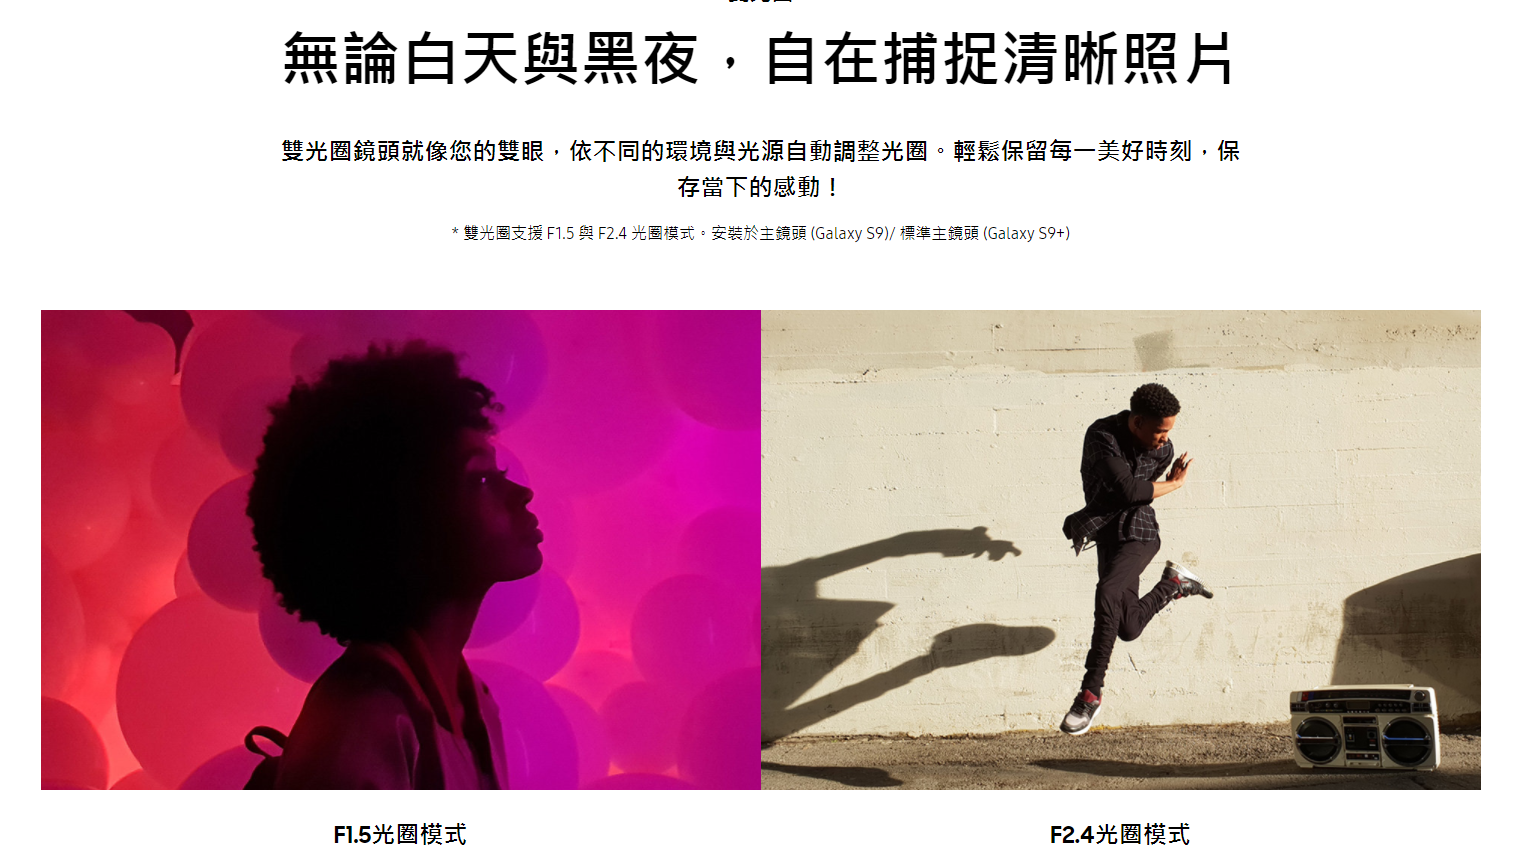 無論白天與黑夜，自在捕捉清晰照片
雙光圈鏡頭就像您的雙眼，依不同的環境與光源自動調整光圈。輕鬆保留每一美好時刻，保
存當下的感動！
* 雙光圈支援 F1.5 與 F2.4 光圈模式。安裝於主鏡頭 (Galaxy S9)/ 標準主鏡頭 (Galaxy S9+)
F1.5光圈模式
F2.4光圈模式